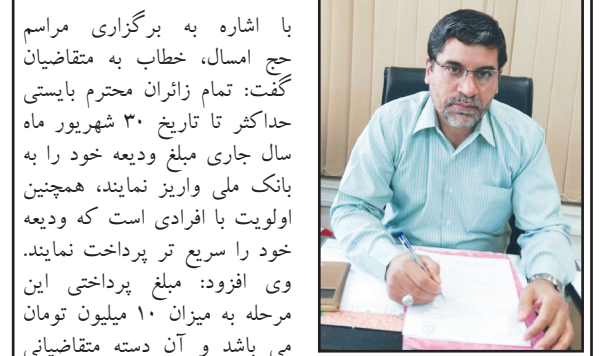 با اشاره به برگزاری مراسم
حج امسال، خطاب به متقاضیان
گفت: تمام زائران محترم بایستی
حداکثر تا تاریخ ۳۰ شهریور ماه
سال جاری مبلغ ودیعه خود را به
بانک ملی واریز نمایند، همچنین
اولویت با افرادی است که ودیعه
خود را سریع تر پرداخت نمایند.
وی افزود: مبلغ پرداختی این
مرحله به میزان ۱۰ میلیون تومان
می باشد و آن دسته متقاضیانی